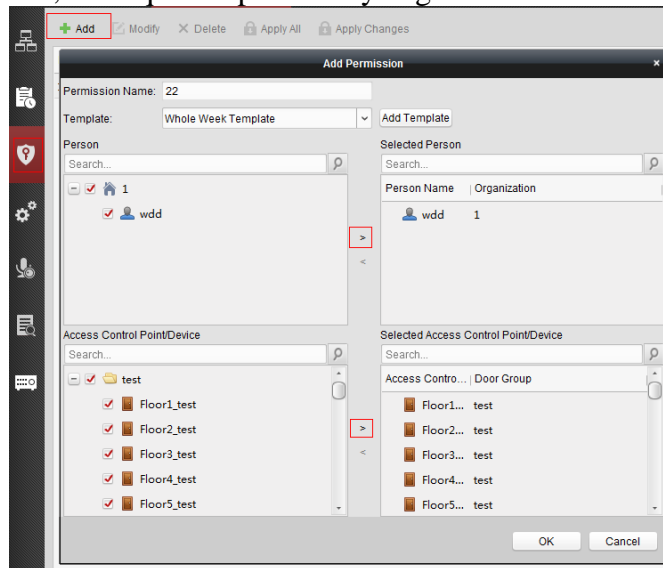 Add Modify Delete Apply All Apply Changes
Add Permission
Permission Name: 22
Template: Whole Week Template Add Template
Person Selected Person
Search... Search...
1 Person Name Organization
wdd wdd 1
>
<
Access Control Point/Device Selected Access Control Point/Device
Search... Search...
test Access Contro... Door Group
Floor1_test Floor1... test
Floor2_test > Floor2... test
Floor3_test < Floor3... test
Floor4_test Floor4... test
Floor5_test Floor5... test
OK Cancel